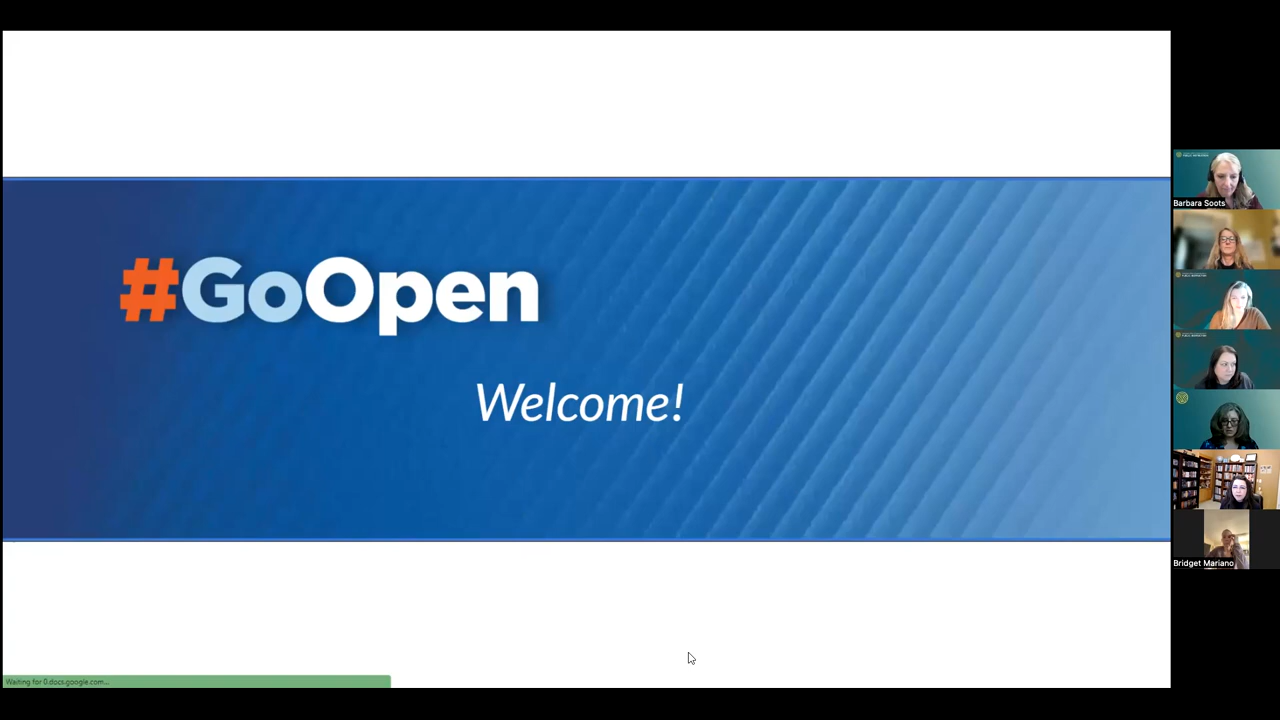 #GoOpen
Welcome!
Barbara Soots
Bridget Mariano
Waiting for 0.docs.google.com...